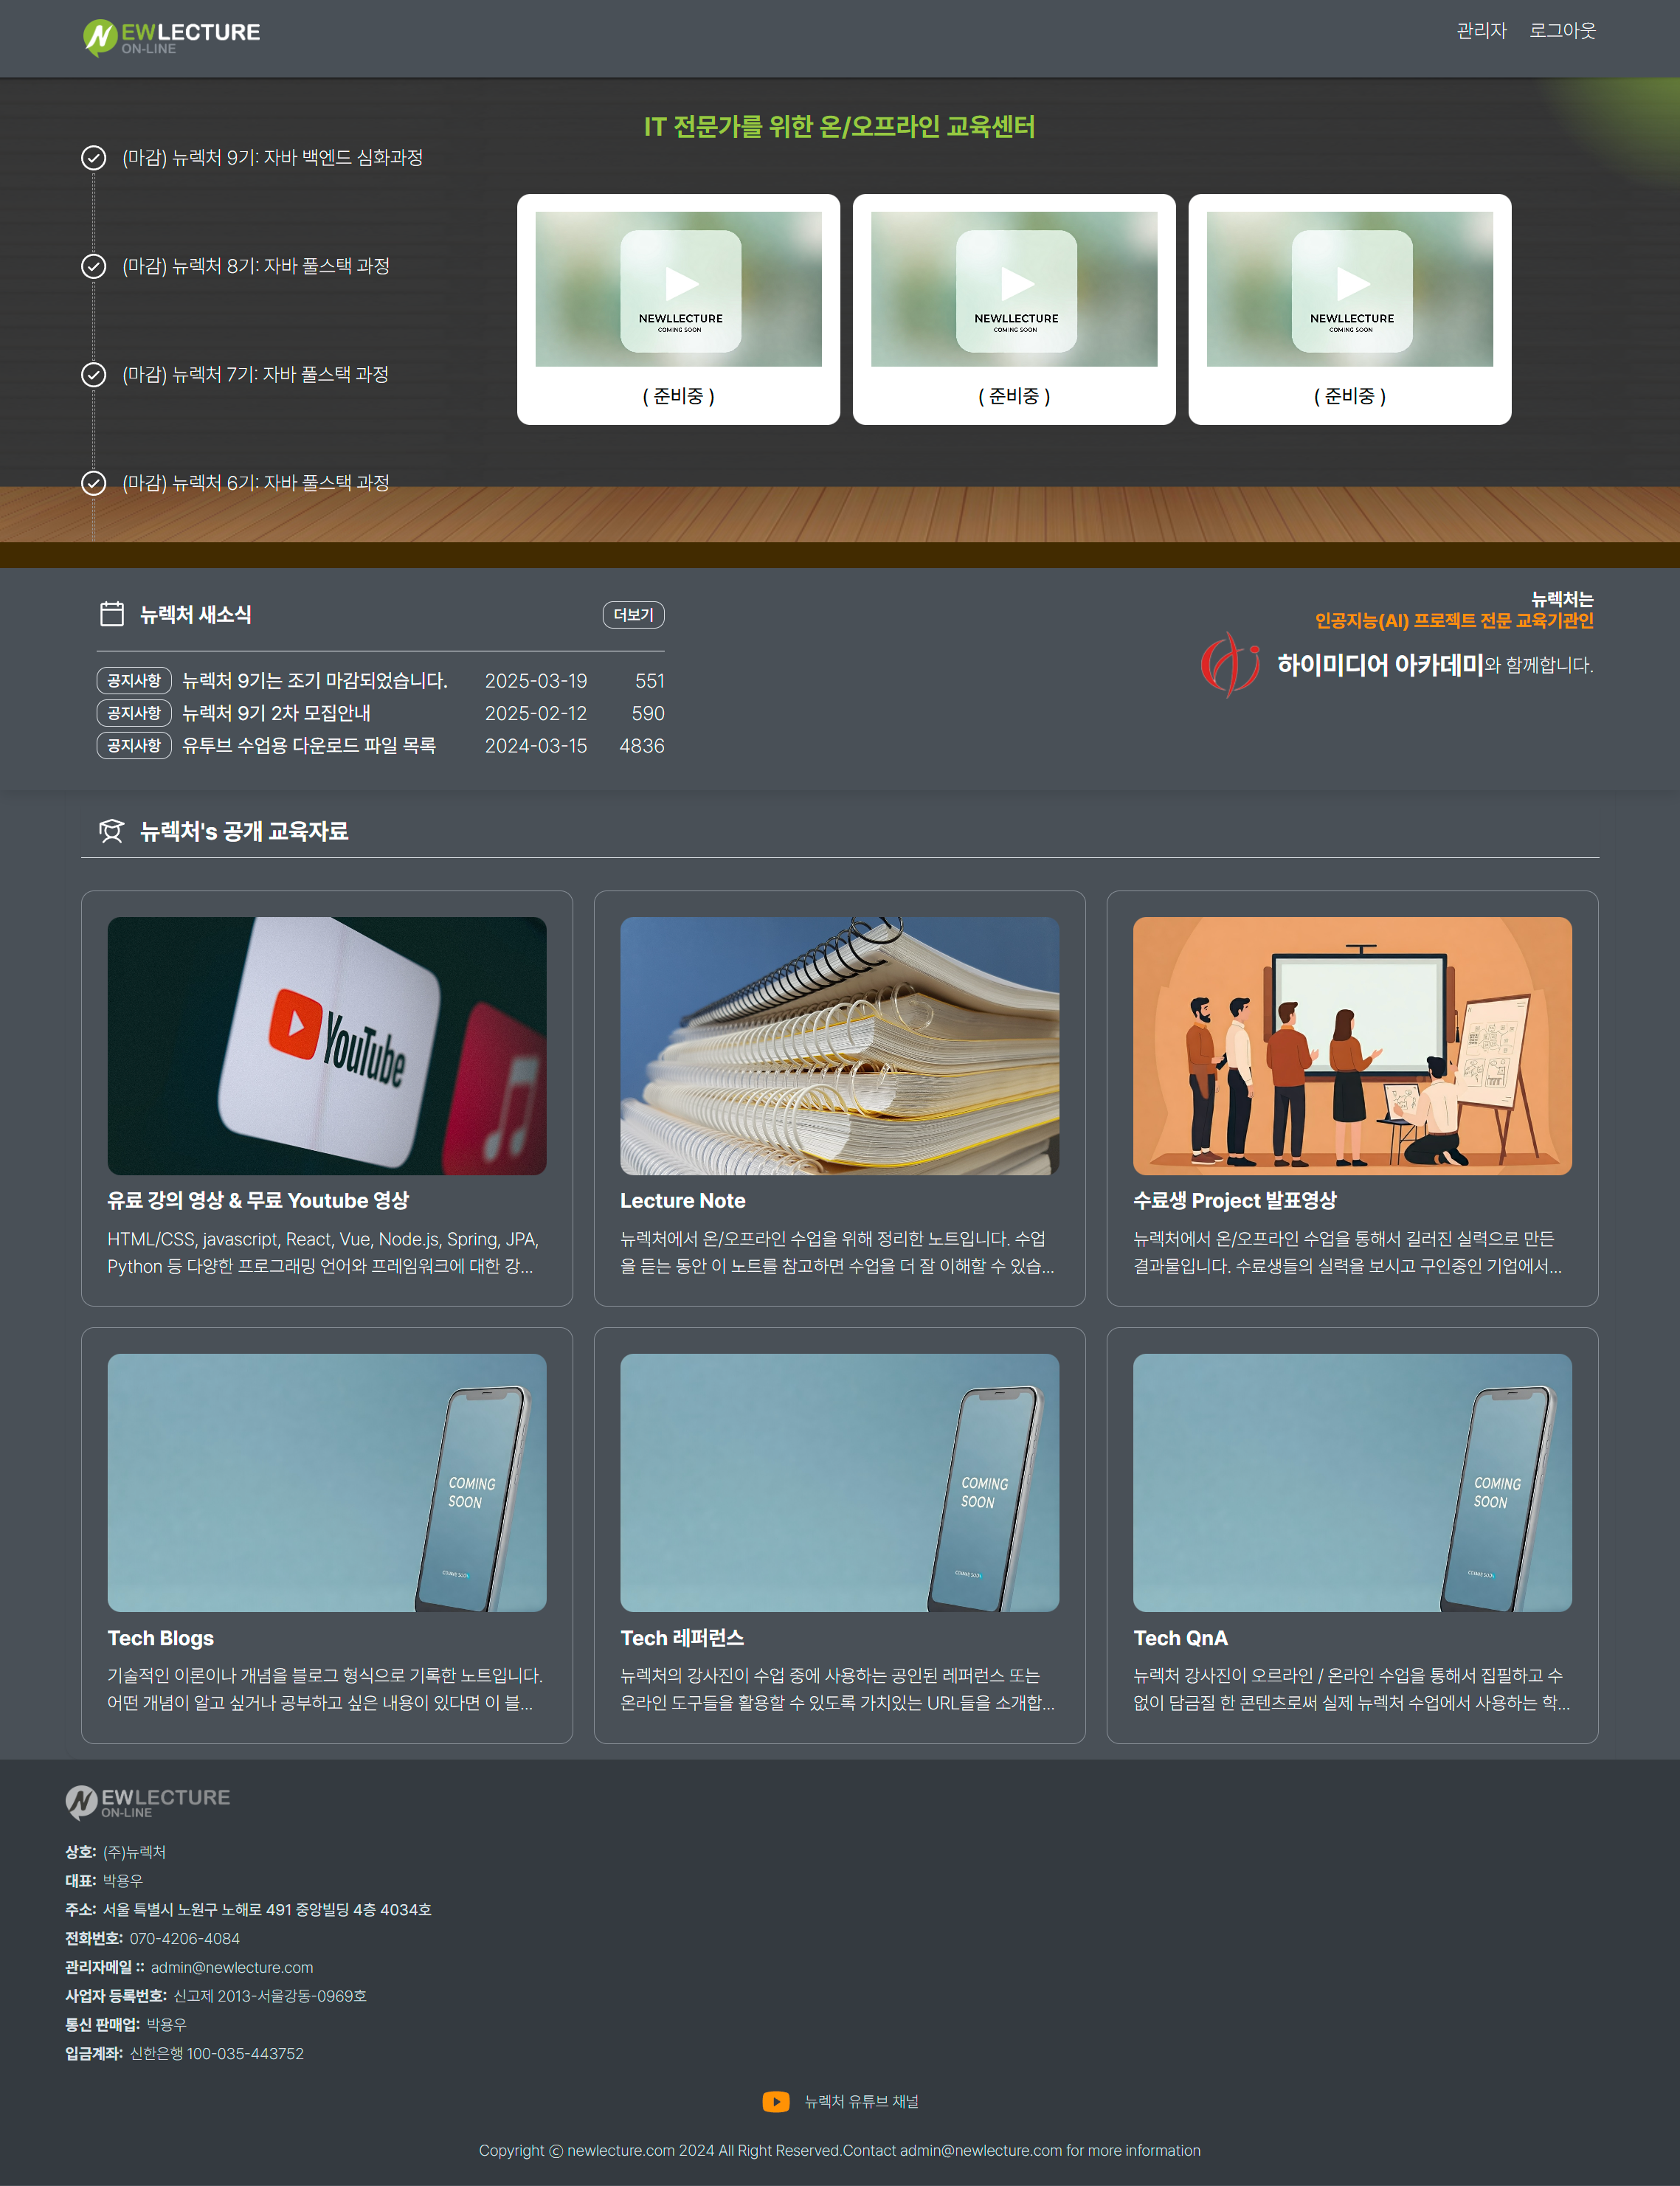 NEWLECTURE
ON-LINE
관리자 로그아웃
IT 전문가를 위한 온/오프라인 교육센터
(마감) 뉴렉처 9기: 자바 백엔드 심화과정
(마감) 뉴렉처 8기: 자바 풀스택 과정
(마감) 뉴렉처 7기: 자바 풀스택 과정
(마감) 뉴렉처 6기: 자바 풀스택 과정
NEWLLECTURE
COMING SOON
( 준비중 )
NEWLLECTURE
COMING SOON
( 준비중 )
NEWLLECTURE
COMING SOON
( 준비중 )
뉴렉처 새소식 더보기
공지사항 뉴렉처 9기는 조기 마감되었습니다. 2025-03-19 551
공지사항 뉴렉처 9기 2차 모집안내 2025-02-12 590
공지사항 유투브 수업용 다운로드 파일 목록 2024-03-15 4836
뉴렉처는
인공지능(AI) 프로젝트 전문 교육기관인
하이미디어 아카데미와 함께합니다.
뉴렉처's 공개 교육자료
YouTube
유료 강의 영상 & 무료 Youtube 영상
HTML/CSS, javascript, React, Vue, Node.js, Spring, JPA,
Python 등 다양한 프로그래밍 언어와 프레임워크에 대한 강...
Lecture Note
뉴렉처에서 온/오프라인 수업을 위해 정리한 노트입니다. 수업
을 듣는 동안 이 노트를 참고하면 수업을 더 잘 이해할 수 있습...
수료생 Project 발표영상
뉴렉처에서 온/오프라인 수업을 통해서 길러진 실력으로 만든
결과물입니다. 수료생들의 실력을 보시고 구인중인 기업에서...
COMING
SOON
COMING SOON
Tech Blogs
기술적인 이론이나 개념을 블로그 형식으로 기록한 노트입니다.
어떤 개념이 알고 싶거나 공부하고 싶은 내용이 있다면 이 블...
COMING
SOON
COMING SOON
Tech 레퍼런스
뉴렉처의 강사진이 수업 중에 사용하는 공인된 레퍼런스 또는
온라인 도구들을 활용할 수 있도록 가치있는 URL들을 소개합...
COMING
SOON
COMING SOON
Tech QnA
뉴렉처 강사진이 오르라인 / 온라인 수업을 통해서 집필하고 수
없이 담금질 한 콘텐츠로써 실제 뉴렉처 수업에서 사용하는 학...
NEWLECTURE
ON-LINE
상호: (주)뉴렉처
대표: 박용우
주소: 서울 특별시 노원구 노해로 491 중앙빌딩 4층 4034호
전화번호: 070-4206-4084
관리자메일 :: admin@newlecture.com
사업자 등록번호: 신고제 2013-서울강동-0969호
통신 판매업: 박용우
입금계좌: 신한은행 100-035-443752
뉴렉처 유튜브 채널
Copyright ⓒ newlecture.com 2024 All Right Reserved.Contact admin@newlecture.com for more information